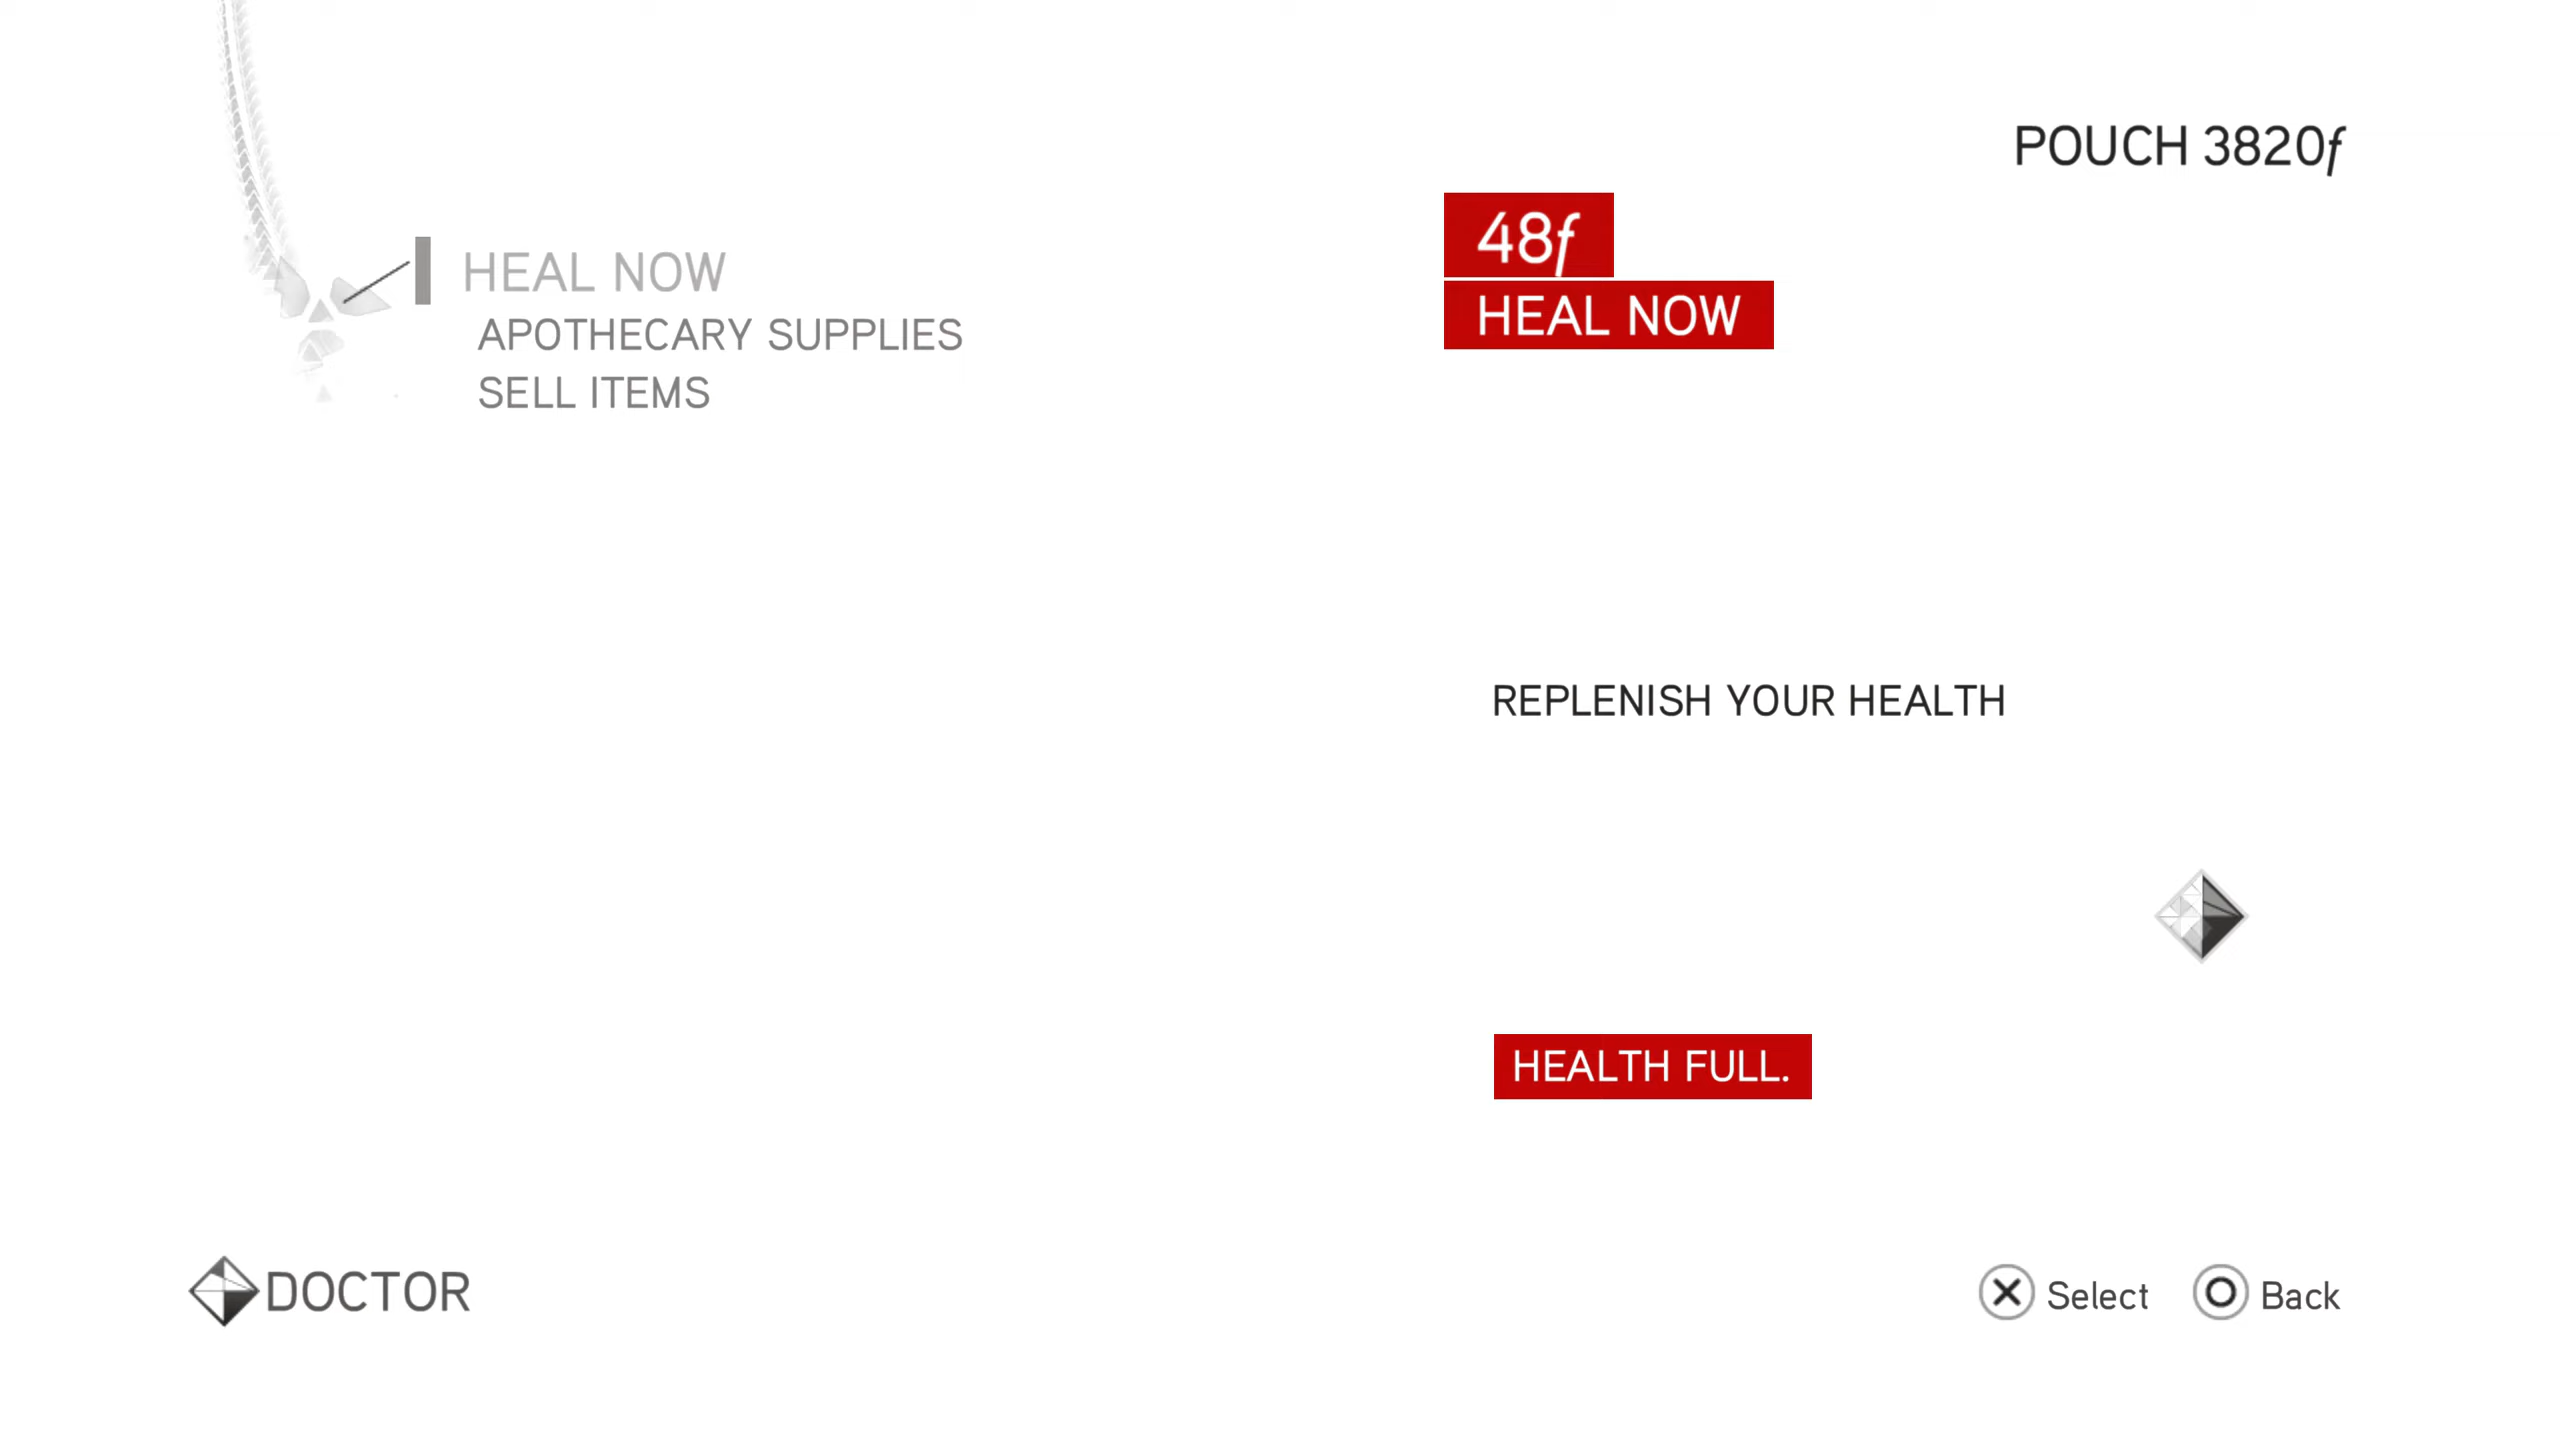 POUCH 3820f
48f
HEAL NOW
HEAL NOW
APOTHECARY SUPPLIES
SELL ITEMS
REPLENISH YOUR HEALTH
HEALTH FULL.
DOCTOR
Select
Back